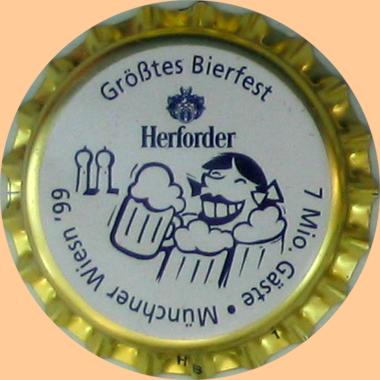 Größtes Bierfest
Herforder
7 Mio. Gäste • Münchner Wiesn '99